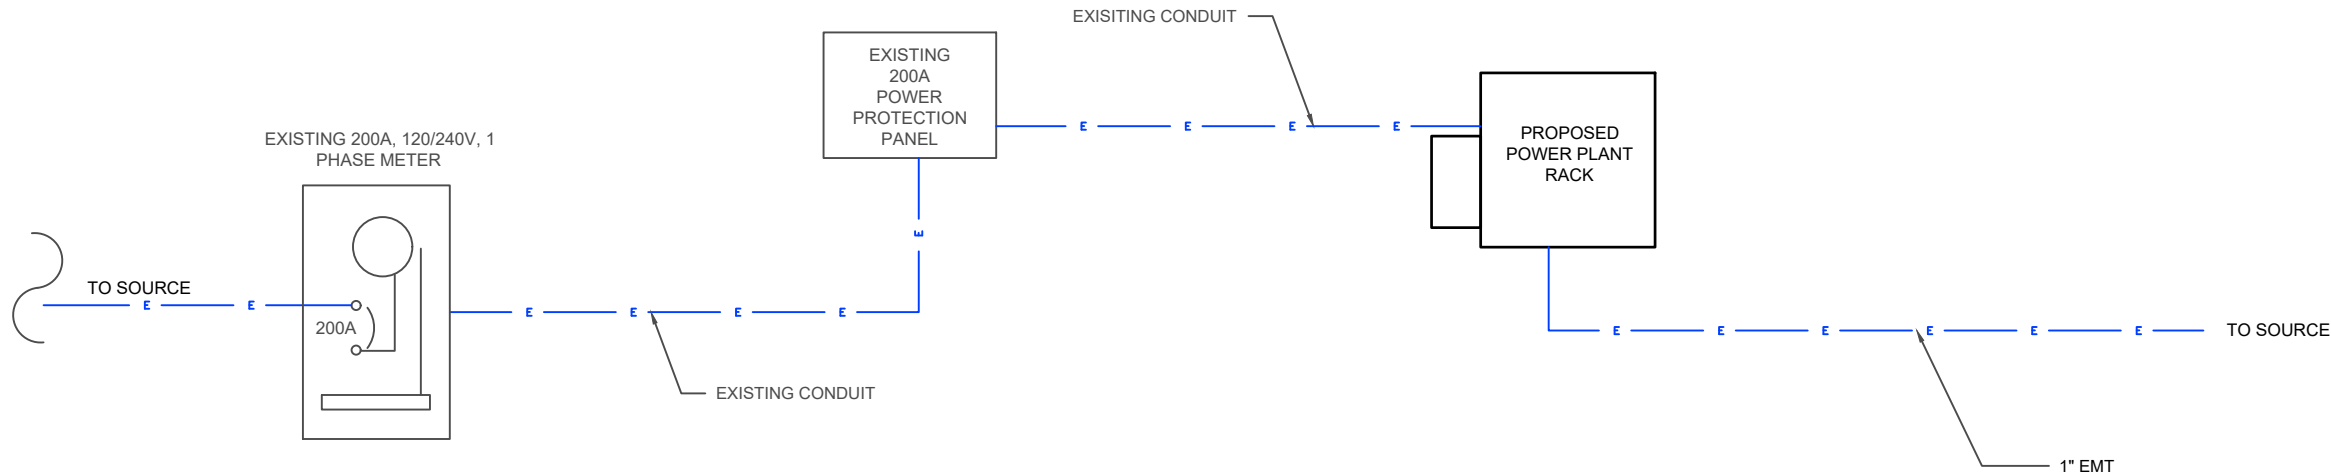 EXISITING CONDUIT
EXISTING
200A
POWER
PROTECTION
PANEL
EXISTING 200A, 120/240V, 1
PHASE METER
PROPOSED
POWER PLANT
RACK
E E E E
E
TO SOURCE
E E
200A
E E E E
EXISTING CONDUIT
E E E E E E
TO SOURCE
1" EMT